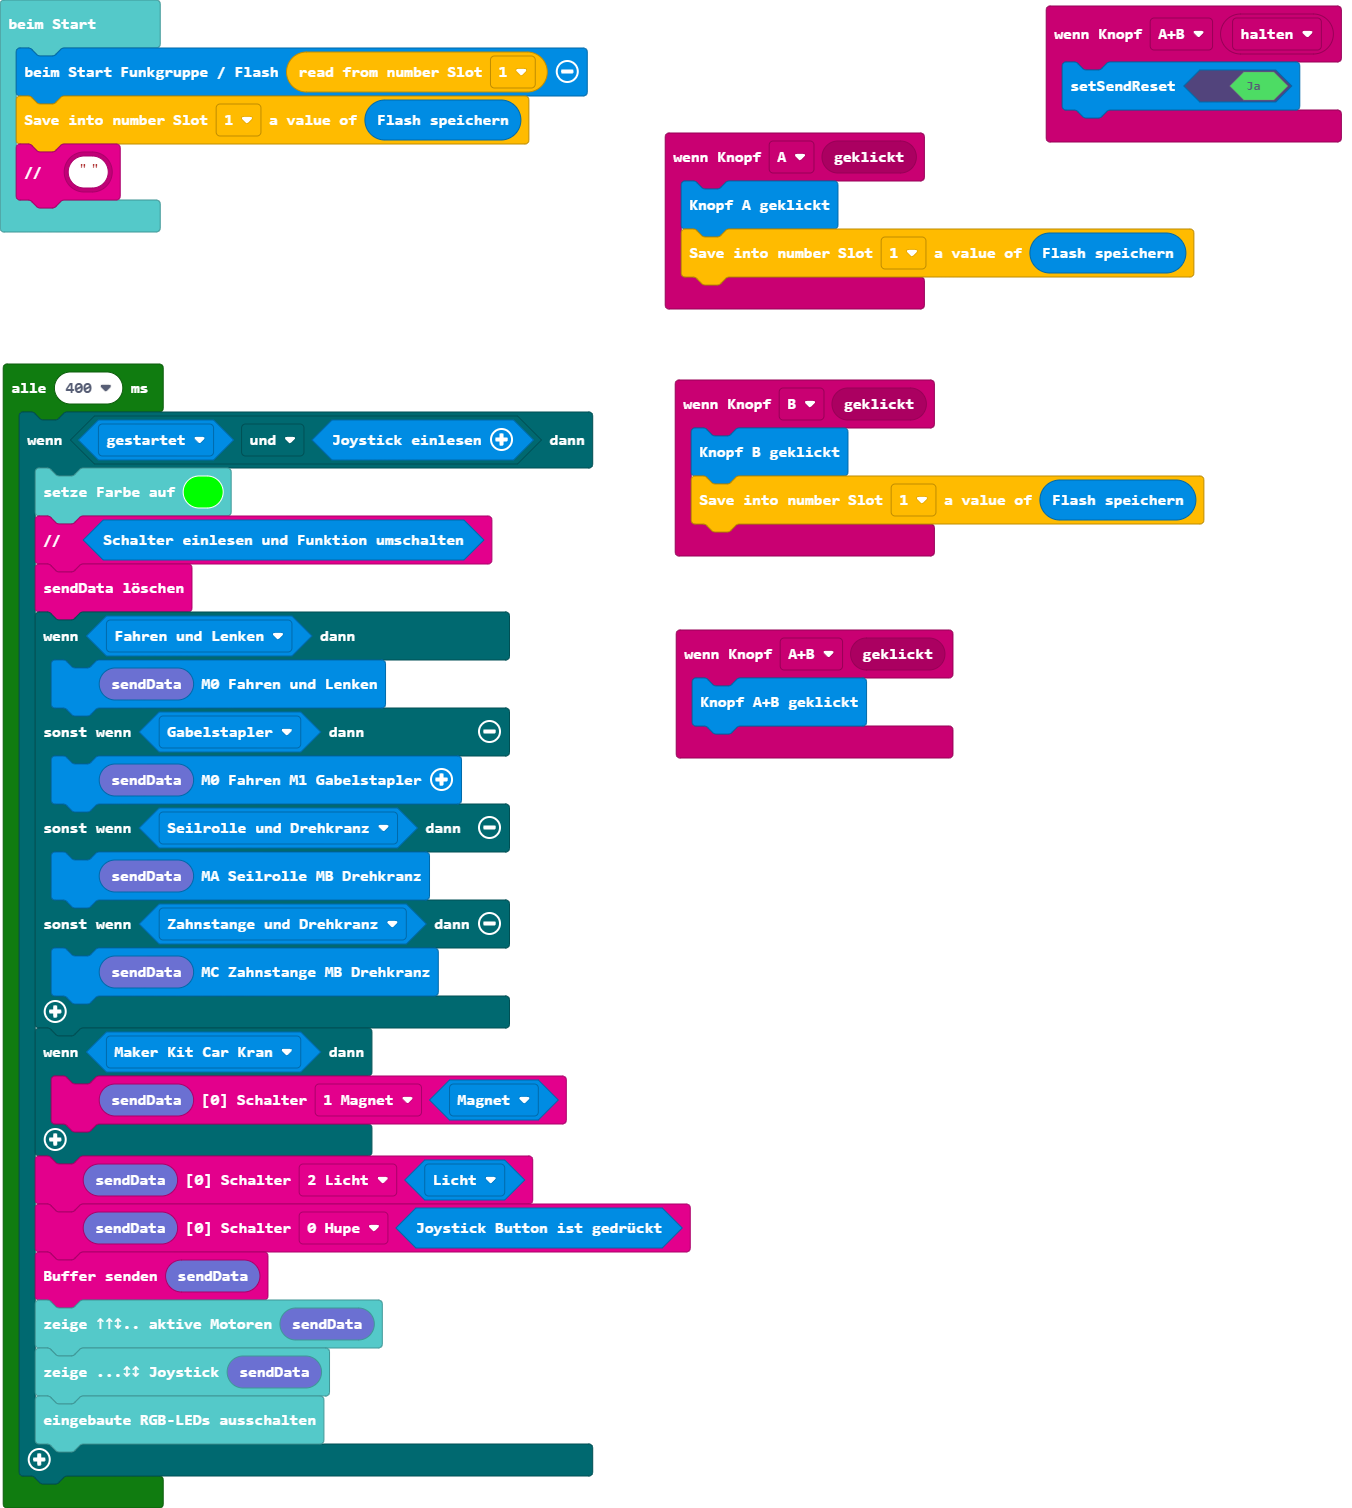 beim Start
beim Start Funkgruppe / Flash read from number Slot 1
Save into number Slot 1 a value of Flash speichern
// " "
wenn Knopf A+B halten
setSendReset Ja
wenn Knopf A geklickt
Knopf A geklickt
Save into number Slot 1 a value of Flash speichern
alle 400 ms
wenn gestartet und Joystick einlesen dann
setze Farbe auf
// Schalter einlesen und Funktion umschalten
sendData löschen
wenn Fahren und Lenken dann
sendData M0 Fahren und Lenken
sonst wenn Gabelstapler dann
sendData M0 Fahren M1 Gabelstapler
sonst wenn Seilrolle und Drehkranz dann
sendData MA Seilrolle MB Drehkranz
sonst wenn Zahnstange und Drehkranz dann
sendData MC Zahnstange MB Drehkranz
wenn Maker Kit Car Kran dann
sendData [0] Schalter 1 Magnet Magnet
sendData [0] Schalter 2 Licht Licht
sendData [0] Schalter 0 Hupe Joystick Button ist gedrückt
Buffer senden sendData
zeige ↑↑↕.. aktive Motoren sendData
zeige ...↕↕ Joystick sendData
eingebaute RGB-LEDs ausschalten
wenn Knopf B geklickt
Knopf B geklickt
Save into number Slot 1 a value of Flash speichern
wenn Knopf A+B geklickt
Knopf A+B geklickt